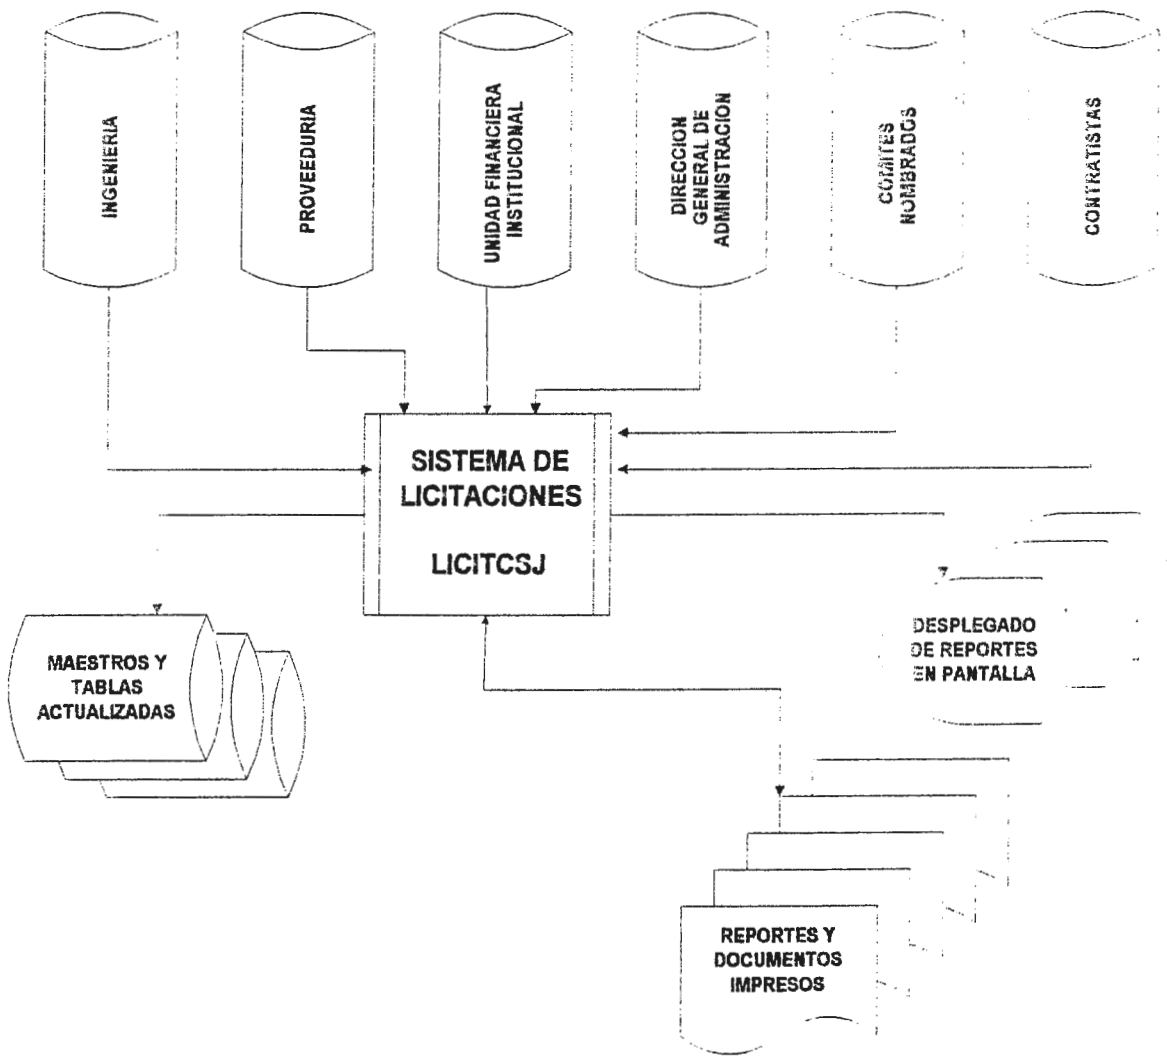 INGENIERIA
PROVEEDURIA
UNIDAD FINANCIERA
INSTITUCIONAL
DIRECCION
GENERAL DE
ADMINISTRACION
COMITES
NOMBRADOS
CONTRATISTAS
SISTEMA DE
LICITACIONES
LICITCSJ
MAESTROS Y
TABLAS
ACTUALIZADAS
DESPLEGADO
DE REPORTES
EN PANTALLA
REPORTES Y
DOCUMENTOS
IMPRESOS